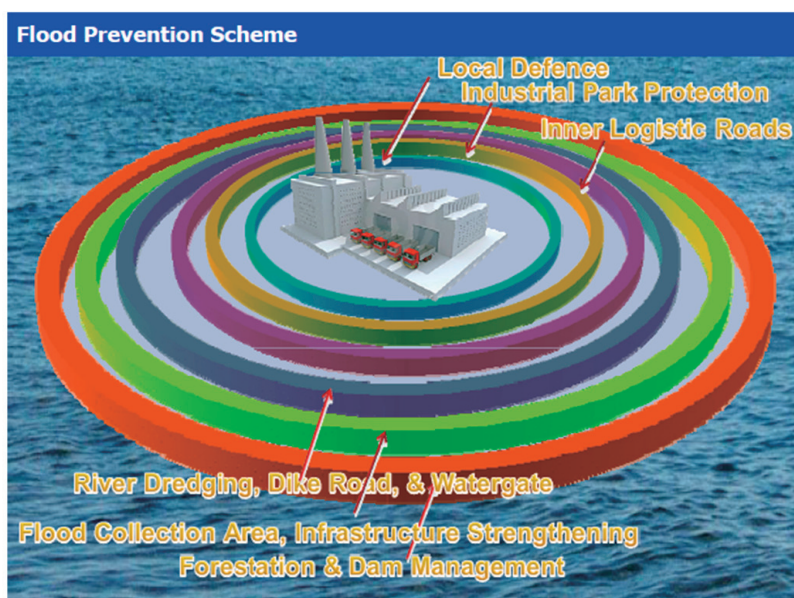 Flood Prevention Scheme
Local Defence
Industrial Park Protection
Inner Logistic Roads
River Dredging, Dike Road, & Watergate
Flood Collection Area, Infrastructure Strengthening
Forestation & Dam Management